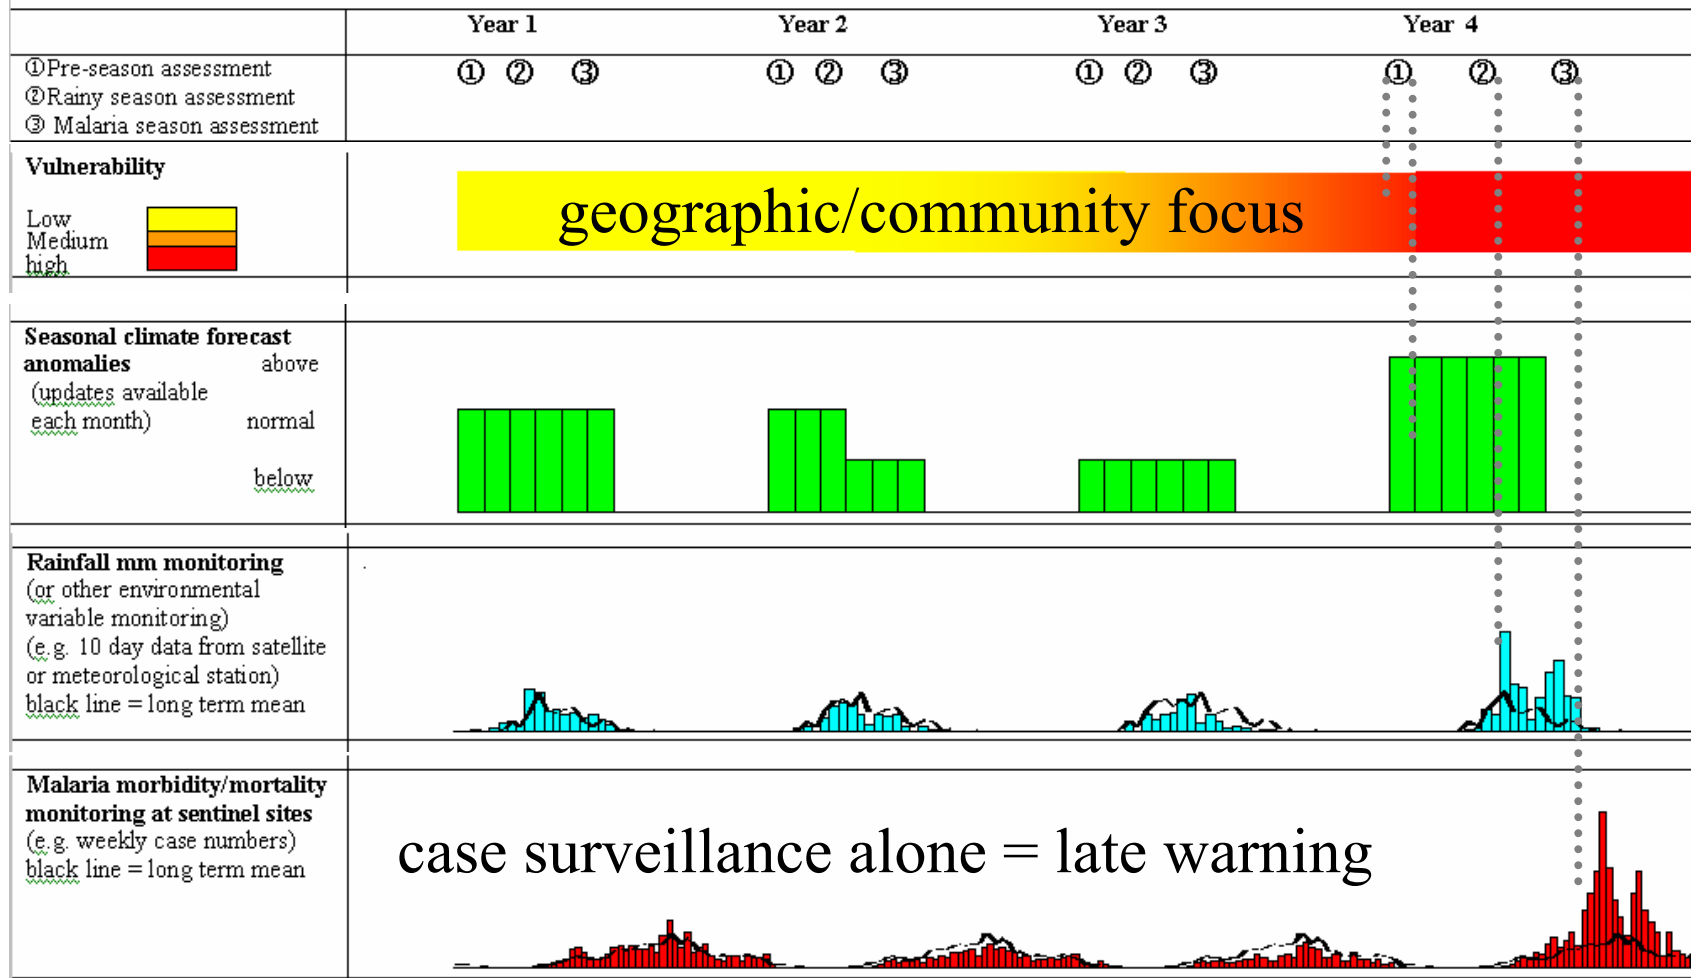 Year 1 Year 2 Year 3 Year 4
①Pre-season assessment ① ② ③ ① ② ③ ① ② ③ ① ② ③
②Rainy season assessment
③ Malaria season assessment
Vulnerability
geographic/community focus
Low
Medium
high
Seasonal climate forecast
anomalies above
(updates available
each month) normal
below
Rainfall mm monitoring
(or other environmental
variable monitoring)
(e.g. 10 day data from satellite
or meteorological station)
black line = long term mean
Malaria morbidity/mortality
monitoring at sentinel sites
(e.g. weekly case numbers)
black line = long term mean
case surveillance alone = late warning